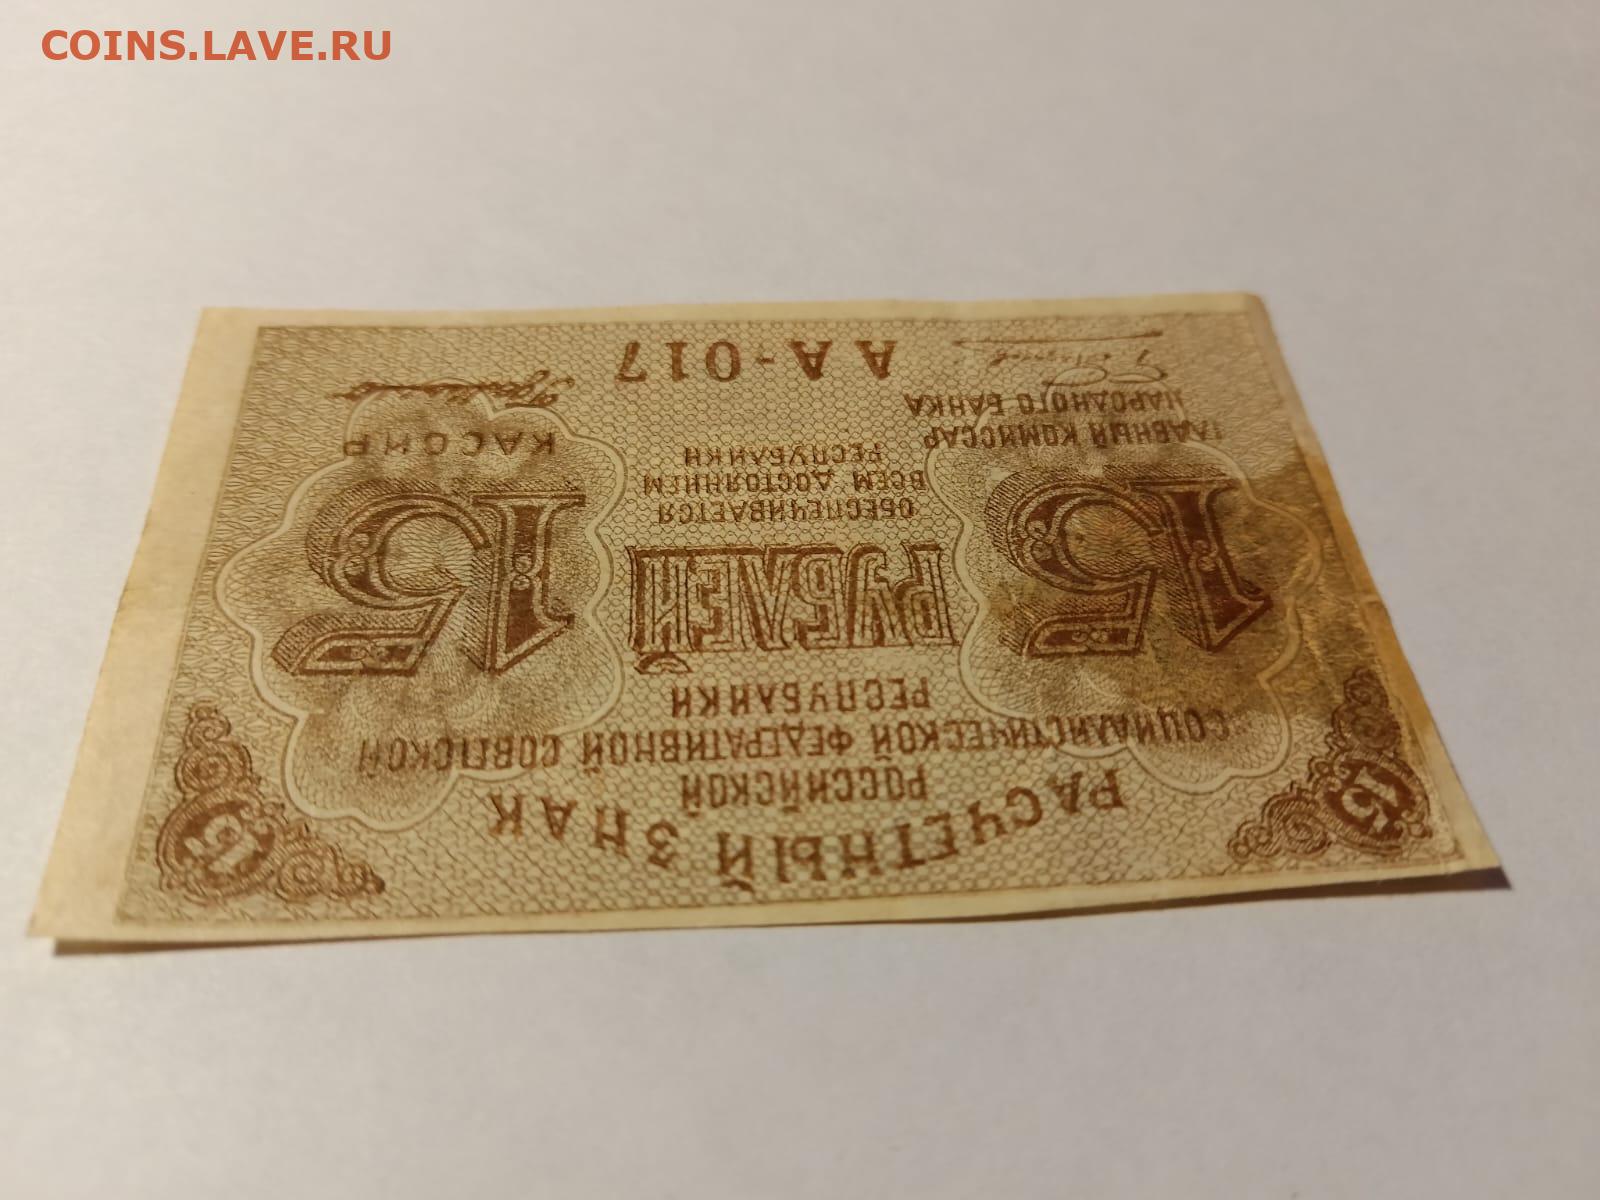 COINS.LAVE.RU
РАСЧЕТНЫЙ ЗНАК
РОССИЙСКОЙ
СОЦИАЛИСТИЧЕСКОЙ ФЕДЕРАТИВНОЙ СОВЕТСКОЙ
РЕСПУБЛИКИ
15 РУБЛЕЙ 15
ОБЕСПЕЧИВАЕТСЯ
ВСЕМ ДОСТОЯНИЕМ
РЕСПУБЛИКИ
ГЛАВНЫЙ КОМИССАР
НАРОДНОГО БАНКА
КАССИР
АА-017
15
15